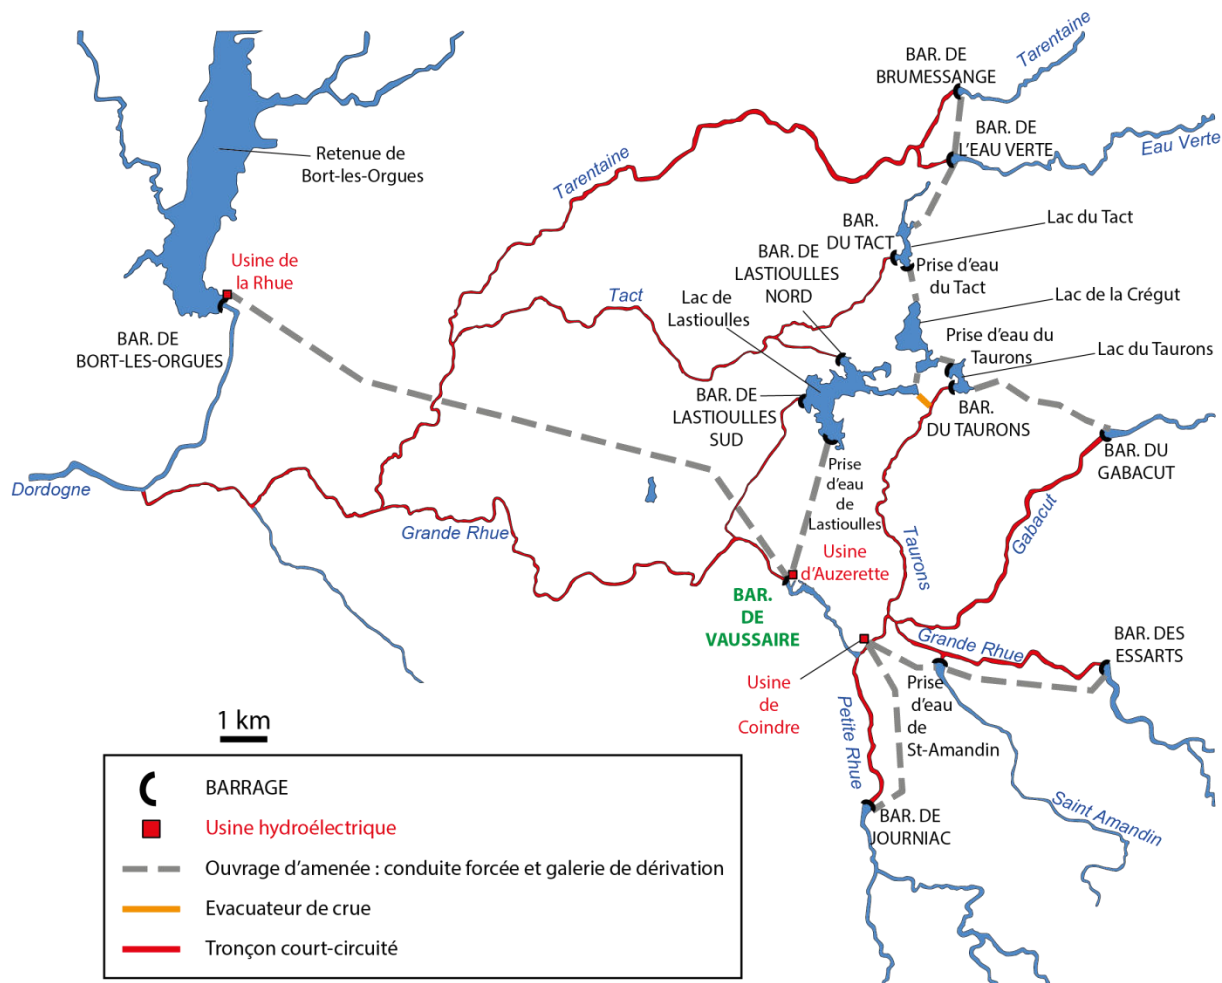 BAR. DE
BRUMESSANGE
Tarentaine
BAR. DE
L'EAU VERTE
Eau Verte
Retenue de
Bort-les-Orgues
Tarentaine
BAR.
DU TACT
Lac du Tact
Usine de
la Rhue
BAR. DE
LASTIOULLES
NORD
Prise d'eau
du Tact
Lac de
Lastioulles
Tact
Lac de la Crégut
BAR. DE
BORT-LES-ORGUES
Prise d'eau du
Taurons
Lac du Taurons
BAR. DE
LASTIOULLES
SUD
BAR.
DU TAURONS
BAR. DU
GABACUT
Prise
d'eau
de
Lastioulles
Dordogne
Grande Rhue
Gabacut
Taurons
Usine
d'Auzerette
BAR.
DE
VAUSSAIRE
Grande Rhue
BAR. DES
ESSARTS
Usine
de
Coindre
Petite Rhue
Prise
d'eau
de
St-Amandin
Saint Amandin
BAR. DE
JOURNIAC
1 km
BARRAGE
Usine hydroélectrique
Ouvrage d'amenée : conduite forcée et galerie de dérivation
Evacuateur de crue
Tronçon court-circuité